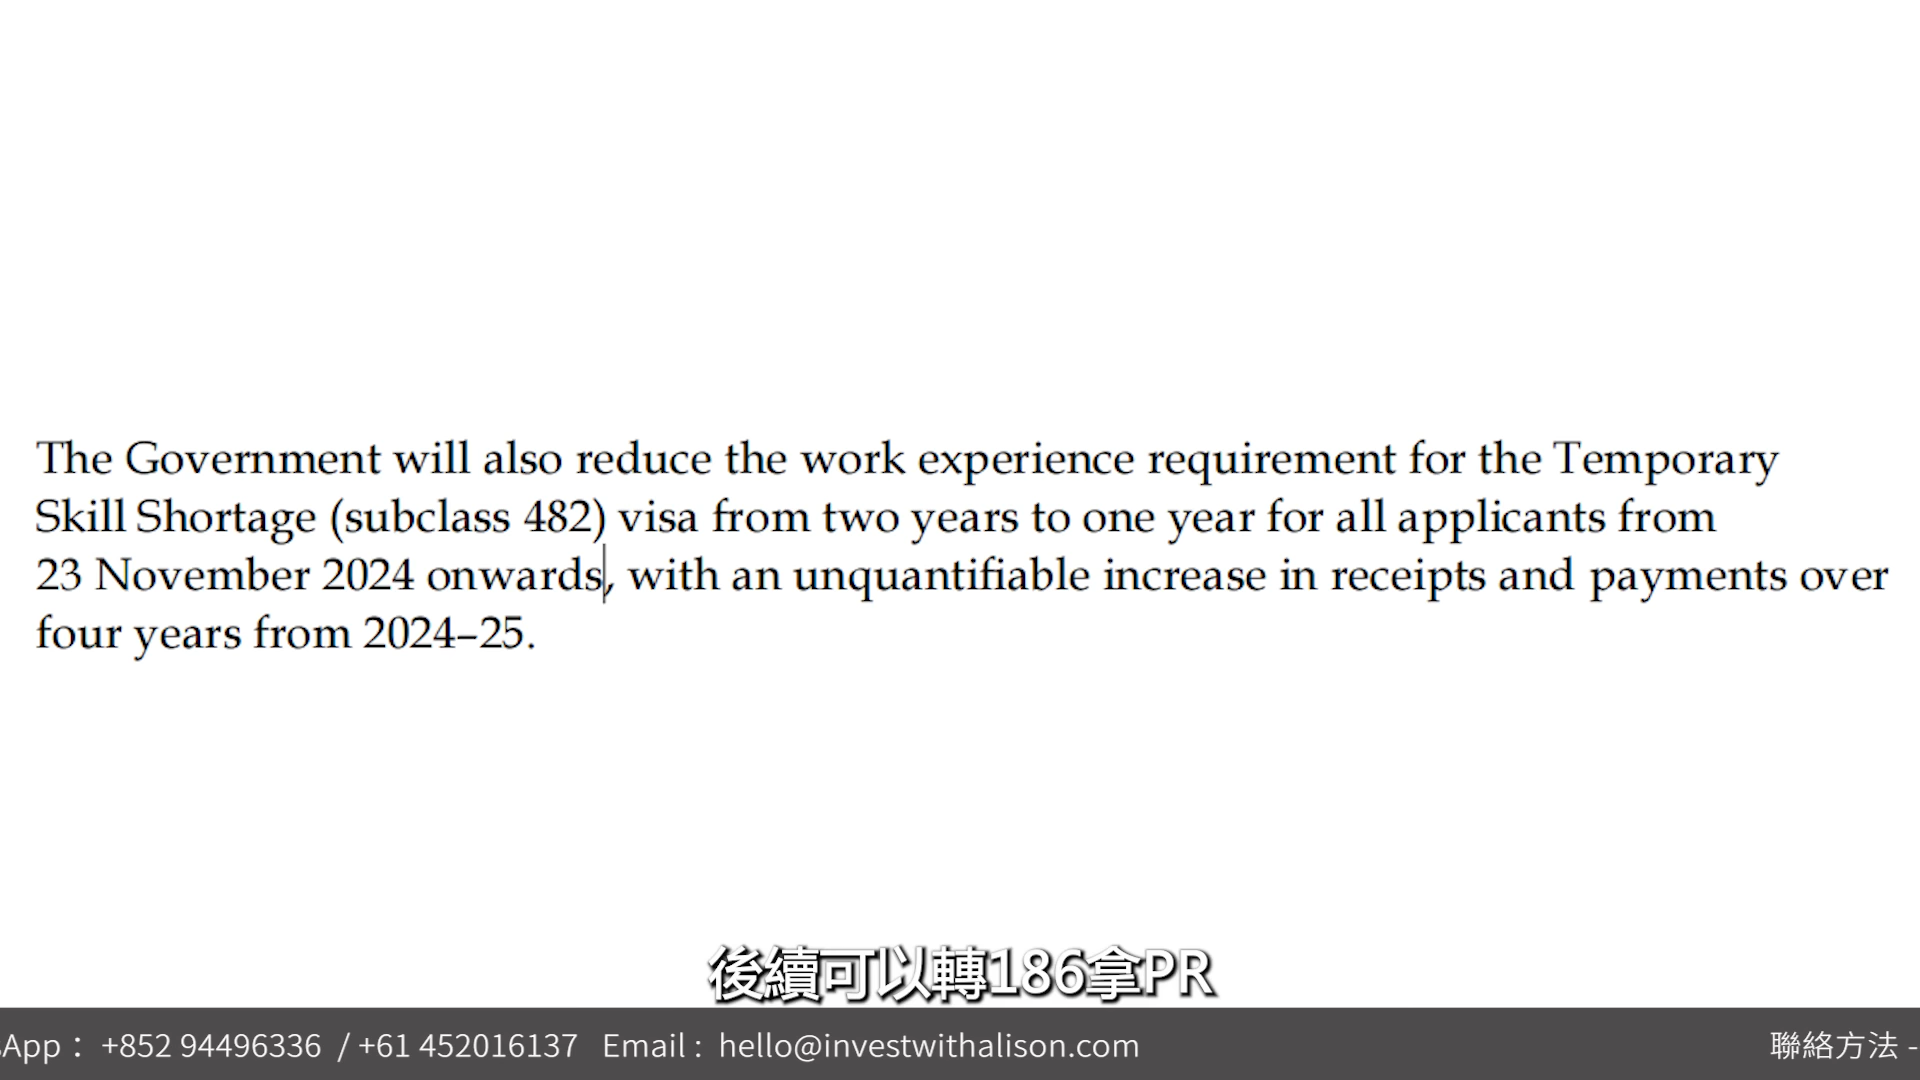 The Government will also reduce the work experience requirement for the Temporary
Skill Shortage (subclass 482) visa from two years to one year for all applicants from
23 November 2024 onwards, with an unquantifiable increase in receipts and payments over
four years from 2024–25.
後續可以轉186拿PR
sApp： +852 94496336 / +61 452016137 Email : hello@investwithalison.com 聯絡方法 -